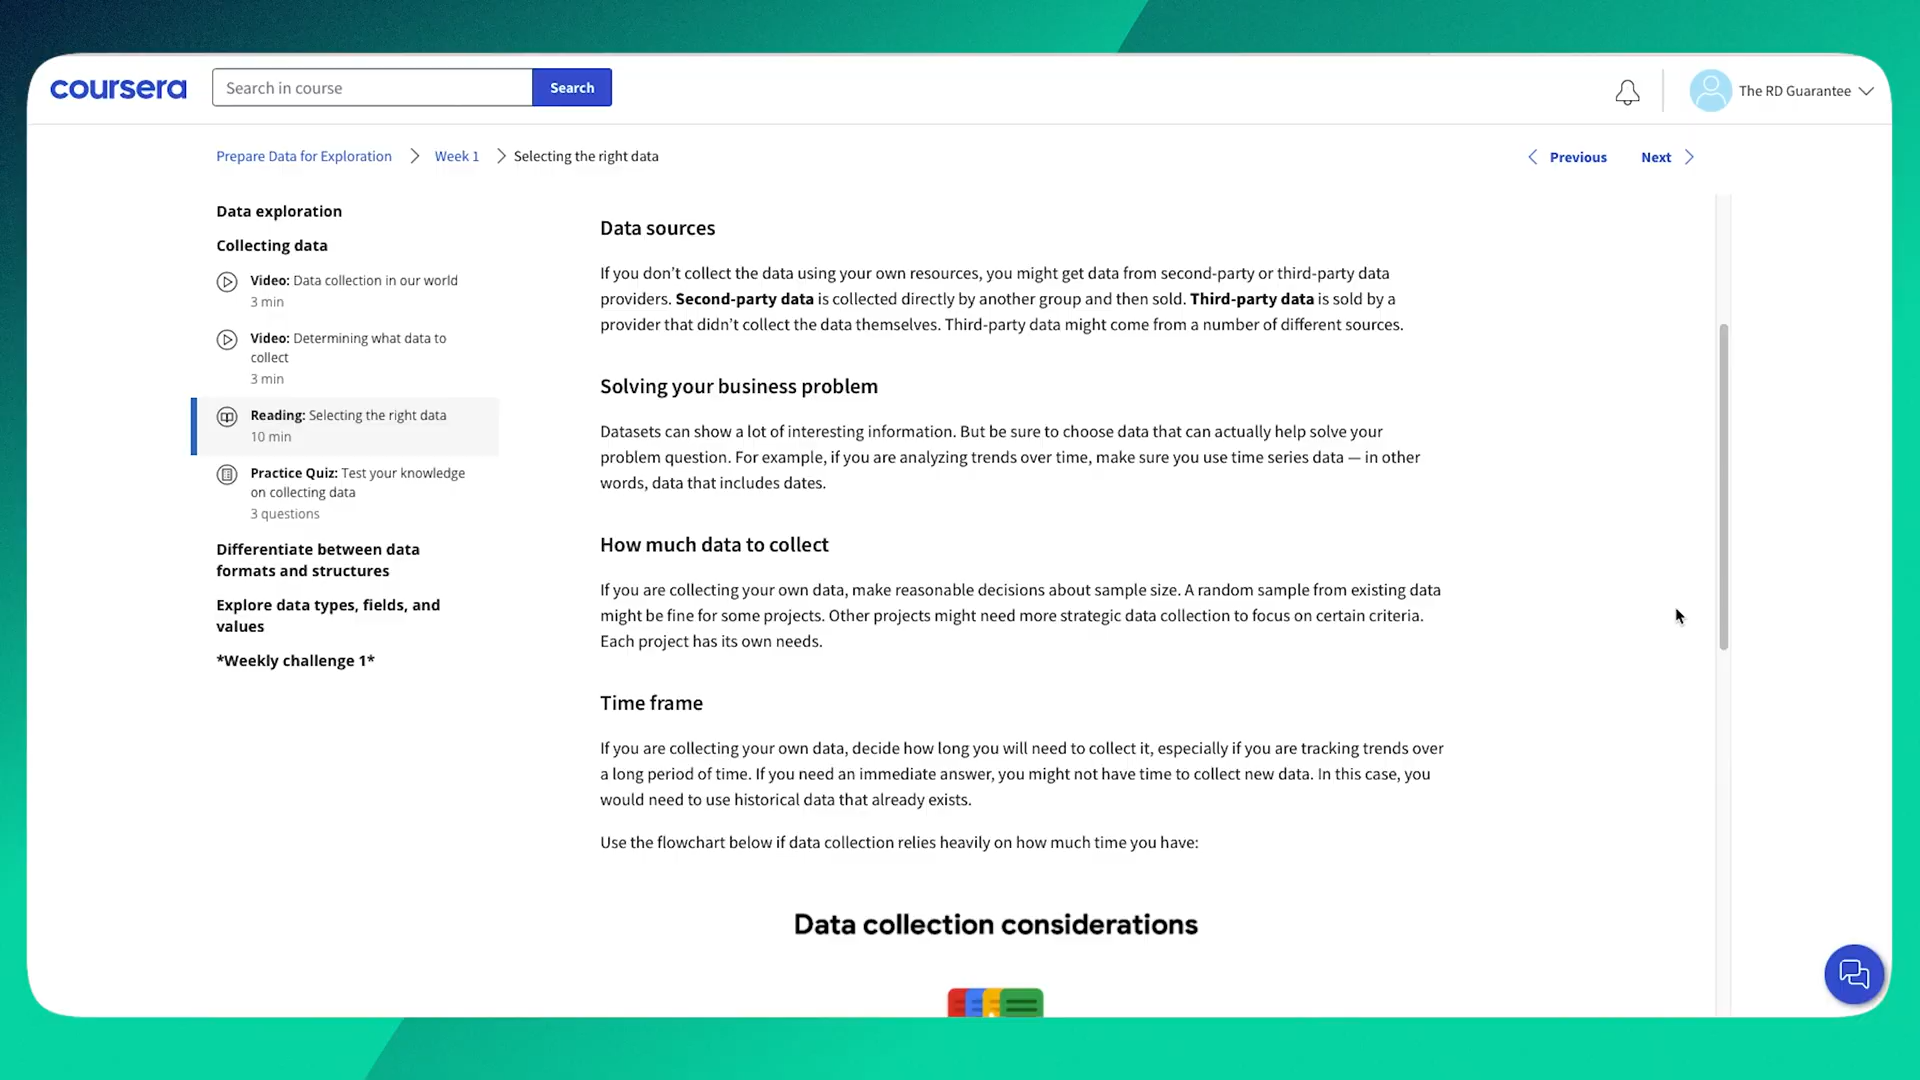 coursera
Search in course
Search
The RD Guarantee
Prepare Data for Exploration
Week 1
Selecting the right data
Previous
Next
Data exploration
Collecting data
Video: Data collection in our world
3 min
Video: Determining what data to
collect
3 min
Reading: Selecting the right data
10 min
Practice Quiz: Test your knowledge
on collecting data
3 questions
Differentiate between data
formats and structures
Explore data types, fields, and
values
*Weekly challenge 1*
Data sources
If you don’t collect the data using your own resources, you might get data from second-party or third-party data
providers. Second-party data is collected directly by another group and then sold. Third-party data is sold by a
provider that didn’t collect the data themselves. Third-party data might come from a number of different sources.
Solving your business problem
Datasets can show a lot of interesting information. But be sure to choose data that can actually help solve your
problem question. For example, if you are analyzing trends over time, make sure you use time series data — in other
words, data that includes dates.
How much data to collect
If you are collecting your own data, make reasonable decisions about sample size. A random sample from existing data
might be fine for some projects. Other projects might need more strategic data collection to focus on certain criteria.
Each project has its own needs.
Time frame
If you are collecting your own data, decide how long you will need to collect it, especially if you are tracking trends over
a long period of time. If you need an immediate answer, you might not have time to collect new data. In this case, you
would need to use historical data that already exists.
Use the flowchart below if data collection relies heavily on how much time you have:
Data collection considerations